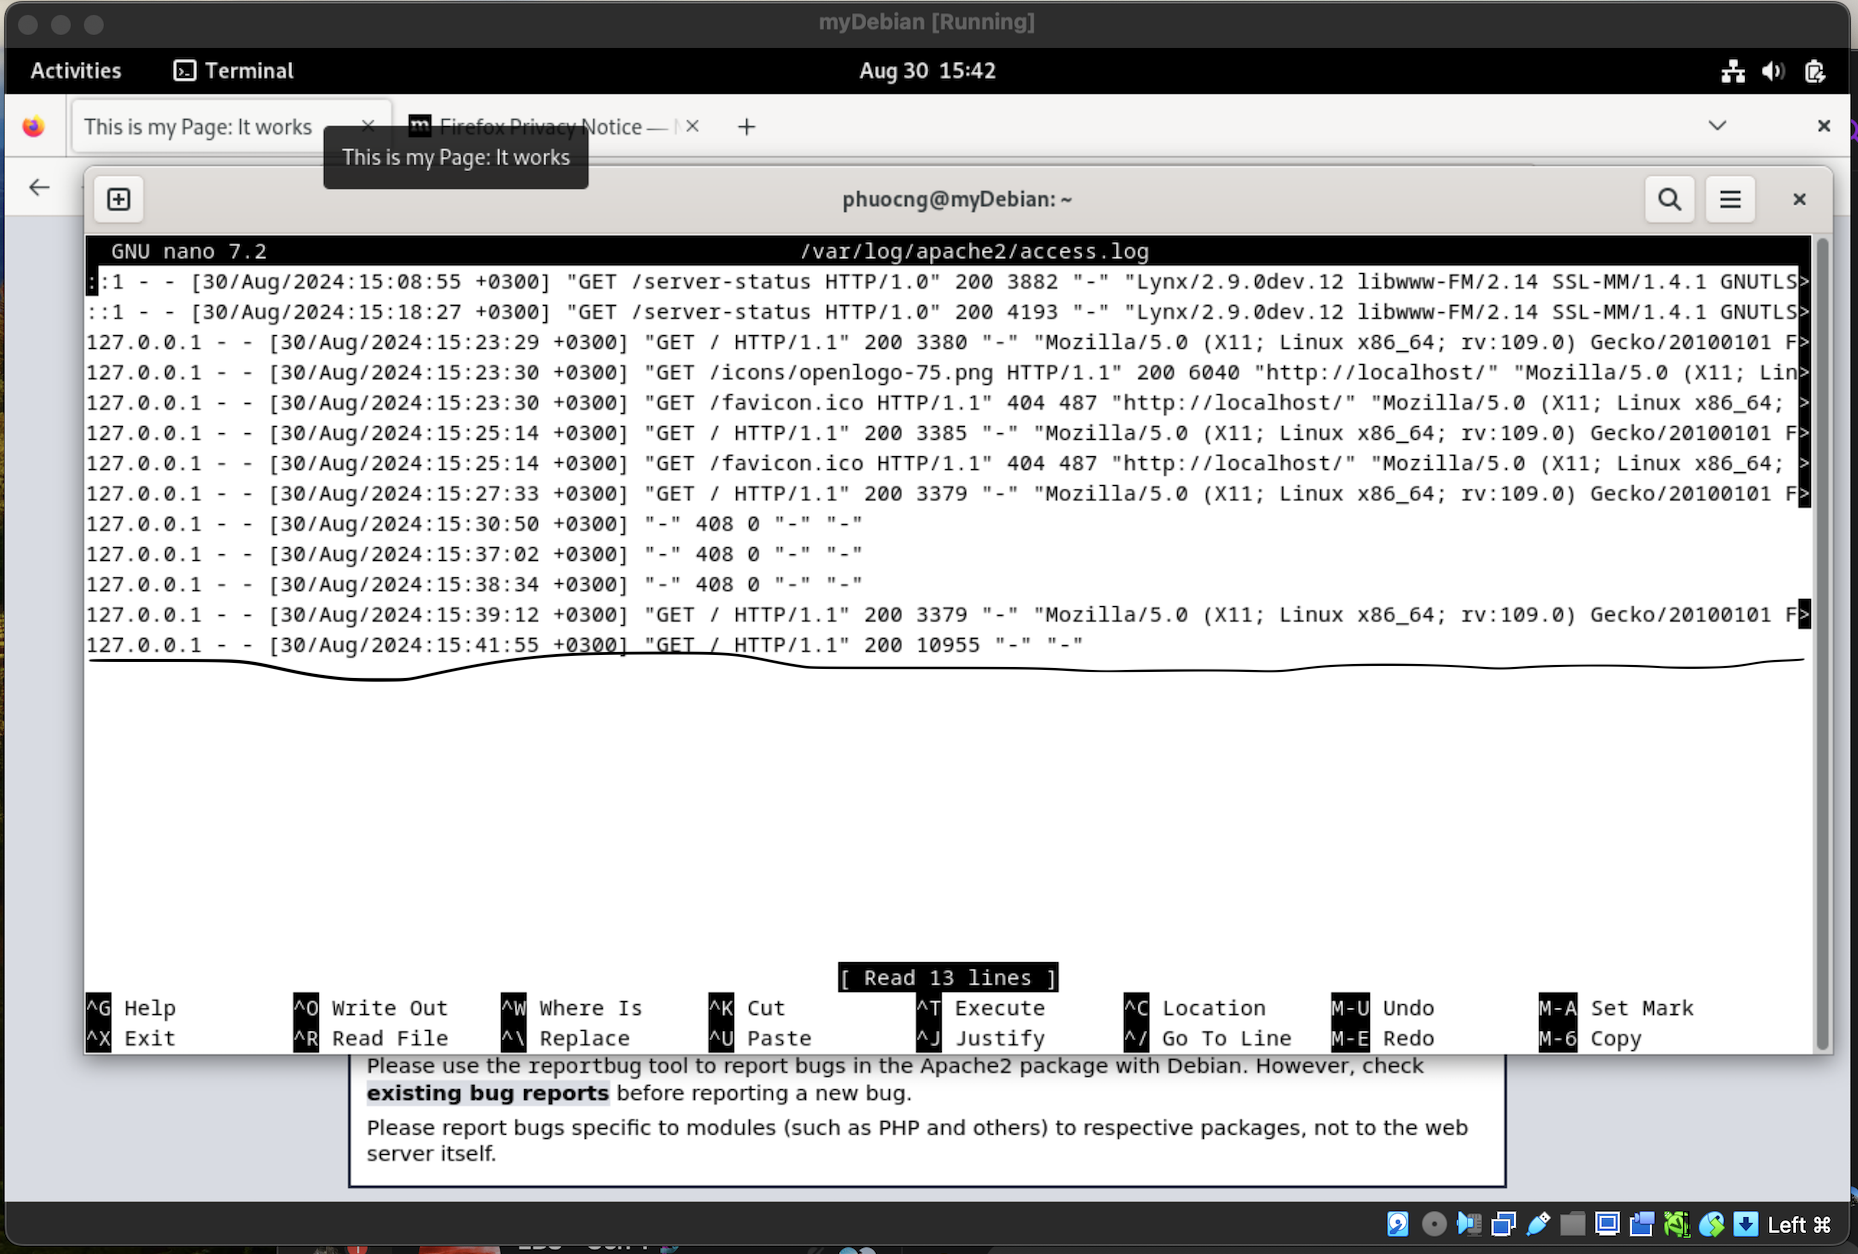 myDebian [Running]
Activities Terminal Aug 30 15:42
This is my Page: It works × m Firefox Privacy Notice — × +
This is my Page: It works
phuocng@myDebian: ~
GNU nano 7.2 /var/log/apache2/access.log
::1 - - [30/Aug/2024:15:08:55 +0300] "GET /server-status HTTP/1.0" 200 3882 "-" "Lynx/2.9.0dev.12 libwww-FM/2.14 SSL-MM/1.4.1 GNUTLS>
::1 - - [30/Aug/2024:15:18:27 +0300] "GET /server-status HTTP/1.0" 200 4193 "-" "Lynx/2.9.0dev.12 libwww-FM/2.14 SSL-MM/1.4.1 GNUTLS>
127.0.0.1 - - [30/Aug/2024:15:23:29 +0300] "GET / HTTP/1.1" 200 3380 "-" "Mozilla/5.0 (X11; Linux x86_64; rv:109.0) Gecko/20100101 F>
127.0.0.1 - - [30/Aug/2024:15:23:30 +0300] "GET /icons/openlogo-75.png HTTP/1.1" 200 6040 "http://localhost/" "Mozilla/5.0 (X11; Lin>
127.0.0.1 - - [30/Aug/2024:15:23:30 +0300] "GET /favicon.ico HTTP/1.1" 404 487 "http://localhost/" "Mozilla/5.0 (X11; Linux x86_64; >
127.0.0.1 - - [30/Aug/2024:15:25:14 +0300] "GET / HTTP/1.1" 200 3385 "-" "Mozilla/5.0 (X11; Linux x86_64; rv:109.0) Gecko/20100101 F>
127.0.0.1 - - [30/Aug/2024:15:25:14 +0300] "GET /favicon.ico HTTP/1.1" 404 487 "http://localhost/" "Mozilla/5.0 (X11; Linux x86_64; >
127.0.0.1 - - [30/Aug/2024:15:27:33 +0300] "GET / HTTP/1.1" 200 3379 "-" "Mozilla/5.0 (X11; Linux x86_64; rv:109.0) Gecko/20100101 F>
127.0.0.1 - - [30/Aug/2024:15:30:50 +0300] "-" 408 0 "-" "-"
127.0.0.1 - - [30/Aug/2024:15:37:02 +0300] "-" 408 0 "-" "-"
127.0.0.1 - - [30/Aug/2024:15:38:34 +0300] "-" 408 0 "-" "-"
127.0.0.1 - - [30/Aug/2024:15:39:12 +0300] "GET / HTTP/1.1" 200 3379 "-" "Mozilla/5.0 (X11; Linux x86_64; rv:109.0) Gecko/20100101 F>
127.0.0.1 - - [30/Aug/2024:15:41:55 +0300] "GET / HTTP/1.1" 200 10955 "-" "-"
[ Read 13 lines ]
^G Help ^O Write Out ^W Where Is ^K Cut ^T Execute ^C Location M-U Undo M-A Set Mark
^X Exit ^R Read File ^\ Replace ^U Paste ^J Justify ^/ Go To Line M-E Redo M-6 Copy
Please use the reportbug tool to report bugs in the Apache2 package with Debian. However, check
existing bug reports before reporting a new bug.
Please report bugs specific to modules (such as PHP and others) to respective packages, not to the web
server itself.
Left ⌘